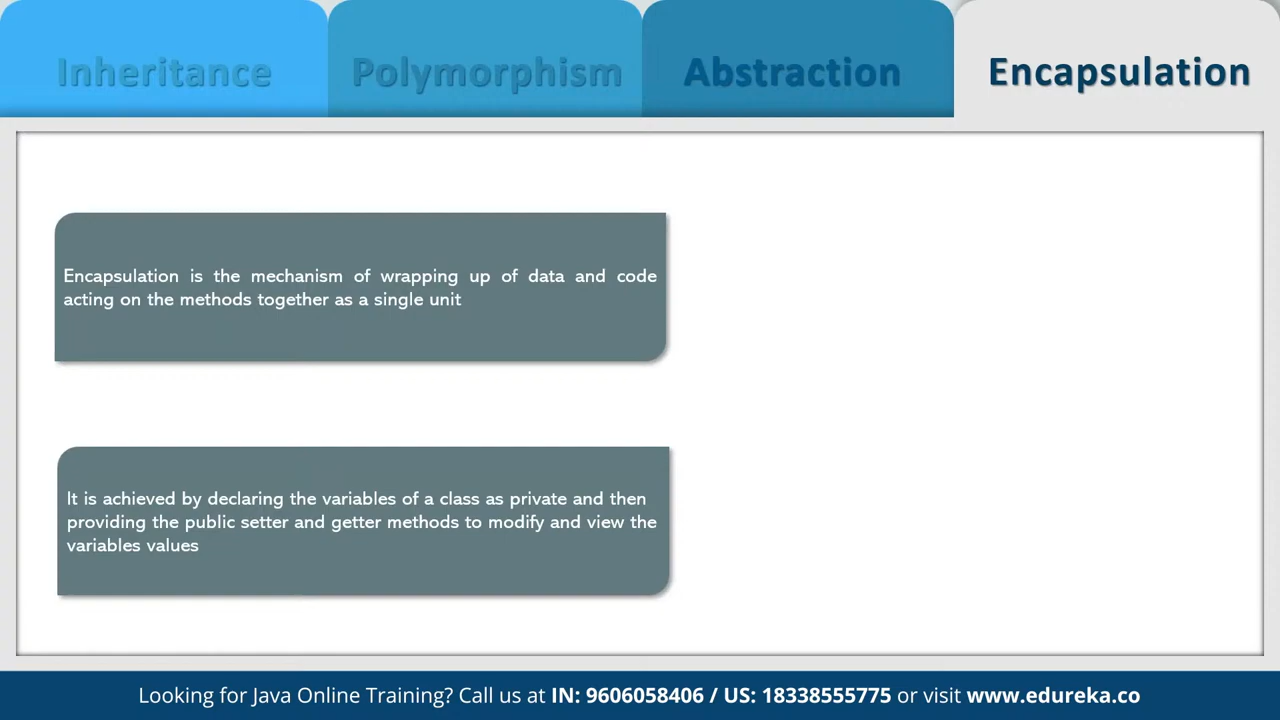 Inheritance Polymorphism Abstraction Encapsulation
Encapsulation is the mechanism of wrapping up of data and code
acting on the methods together as a single unit
It is achieved by declaring the variables of a class as private and then
providing the public setter and getter methods to modify and view the
variables values
Looking for Java Online Training? Call us at IN: 9606058406 / US: 18338555775 or visit www.edureka.co